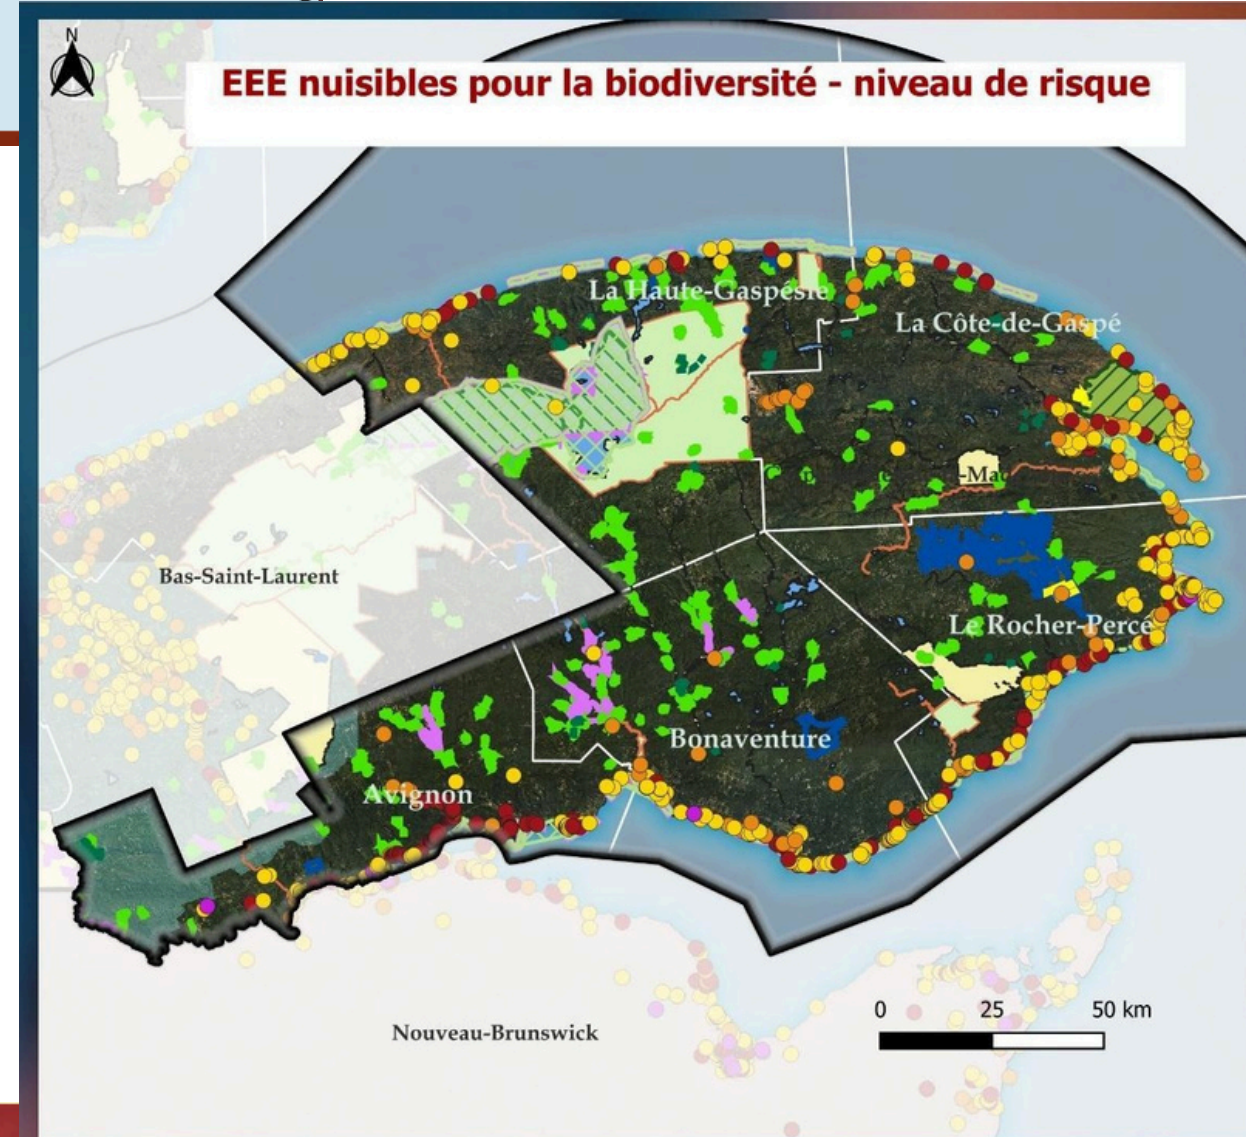 N
EEE nuisibles pour la biodiversité - niveau de risque
La Haute-Gaspésie
La Côte-de-Gaspé
-Mad
Bas-Saint-Laurent
Le Rocher-Percé
Bonaventure
Avignon
0 25 50 km
Nouveau-Brunswick